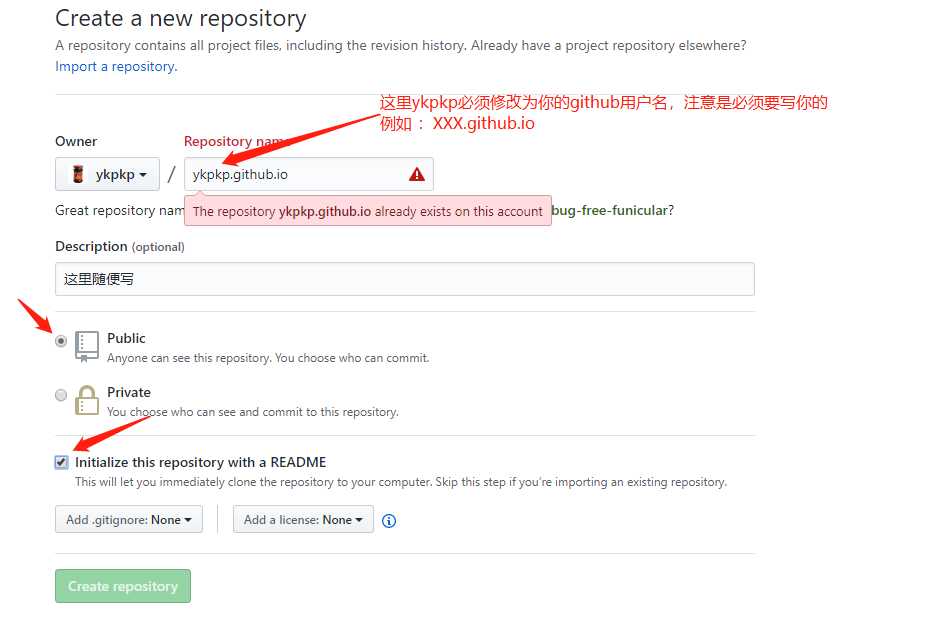 Create a new repository
A repository contains all project files, including the revision history. Already have a project repository elsewhere?
Import a repository.
这里ykpkp必须修改为你的github用户名，注意是必须要写你的
例如 ：XXX.github.io
Owner
Repository name
ykpkp
/
ykpkp.github.io
The repository ykpkp.github.io already exists on this account
Great repository nam
bug-free-funicular?
Description (optional)
这里随便写
Public
Anyone can see this repository. You choose who can commit.
Private
You choose who can see and commit to this repository.
Initialize this repository with a README
This will let you immediately clone the repository to your computer. Skip this step if you’re importing an existing repository.
Add .gitignore: None
Add a license: None
Create repository